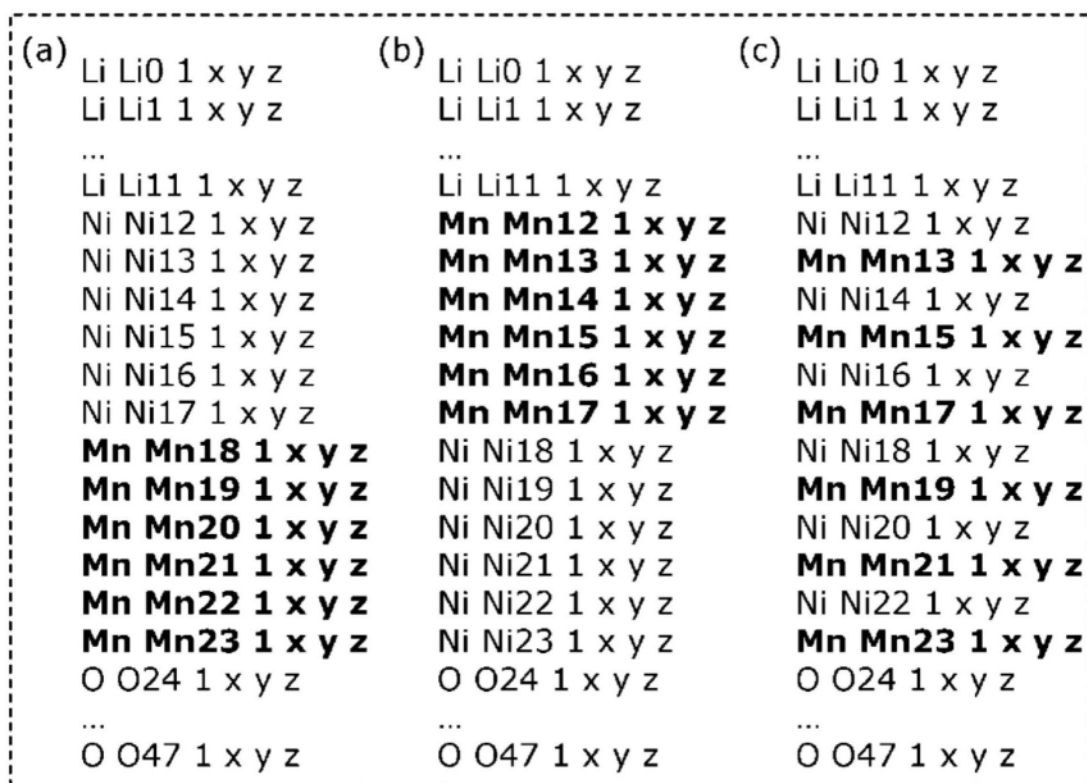 (a)
Li Li0 1 x y z
Li Li1 1 x y z
...
Li Li11 1 x y z
Ni Ni12 1 x y z
Ni Ni13 1 x y z
Ni Ni14 1 x y z
Ni Ni15 1 x y z
Ni Ni16 1 x y z
Ni Ni17 1 x y z
Mn Mn18 1 x y z
Mn Mn19 1 x y z
Mn Mn20 1 x y z
Mn Mn21 1 x y z
Mn Mn22 1 x y z
Mn Mn23 1 x y z
O O24 1 x y z
...
O O47 1 x y z
(b)
Li Li0 1 x y z
Li Li1 1 x y z
...
Li Li11 1 x y z
Mn Mn12 1 x y z
Mn Mn13 1 x y z
Mn Mn14 1 x y z
Mn Mn15 1 x y z
Mn Mn16 1 x y z
Mn Mn17 1 x y z
Ni Ni18 1 x y z
Ni Ni19 1 x y z
Ni Ni20 1 x y z
Ni Ni21 1 x y z
Ni Ni22 1 x y z
Ni Ni23 1 x y z
O O24 1 x y z
...
O O47 1 x y z
(c)
Li Li0 1 x y z
Li Li1 1 x y z
...
Li Li11 1 x y z
Ni Ni12 1 x y z
Mn Mn13 1 x y z
Ni Ni14 1 x y z
Mn Mn15 1 x y z
Ni Ni16 1 x y z
Mn Mn17 1 x y z
Ni Ni18 1 x y z
Mn Mn19 1 x y z
Ni Ni20 1 x y z
Mn Mn21 1 x y z
Ni Ni22 1 x y z
Mn Mn23 1 x y z
O O24 1 x y z
...
O O47 1 x y z